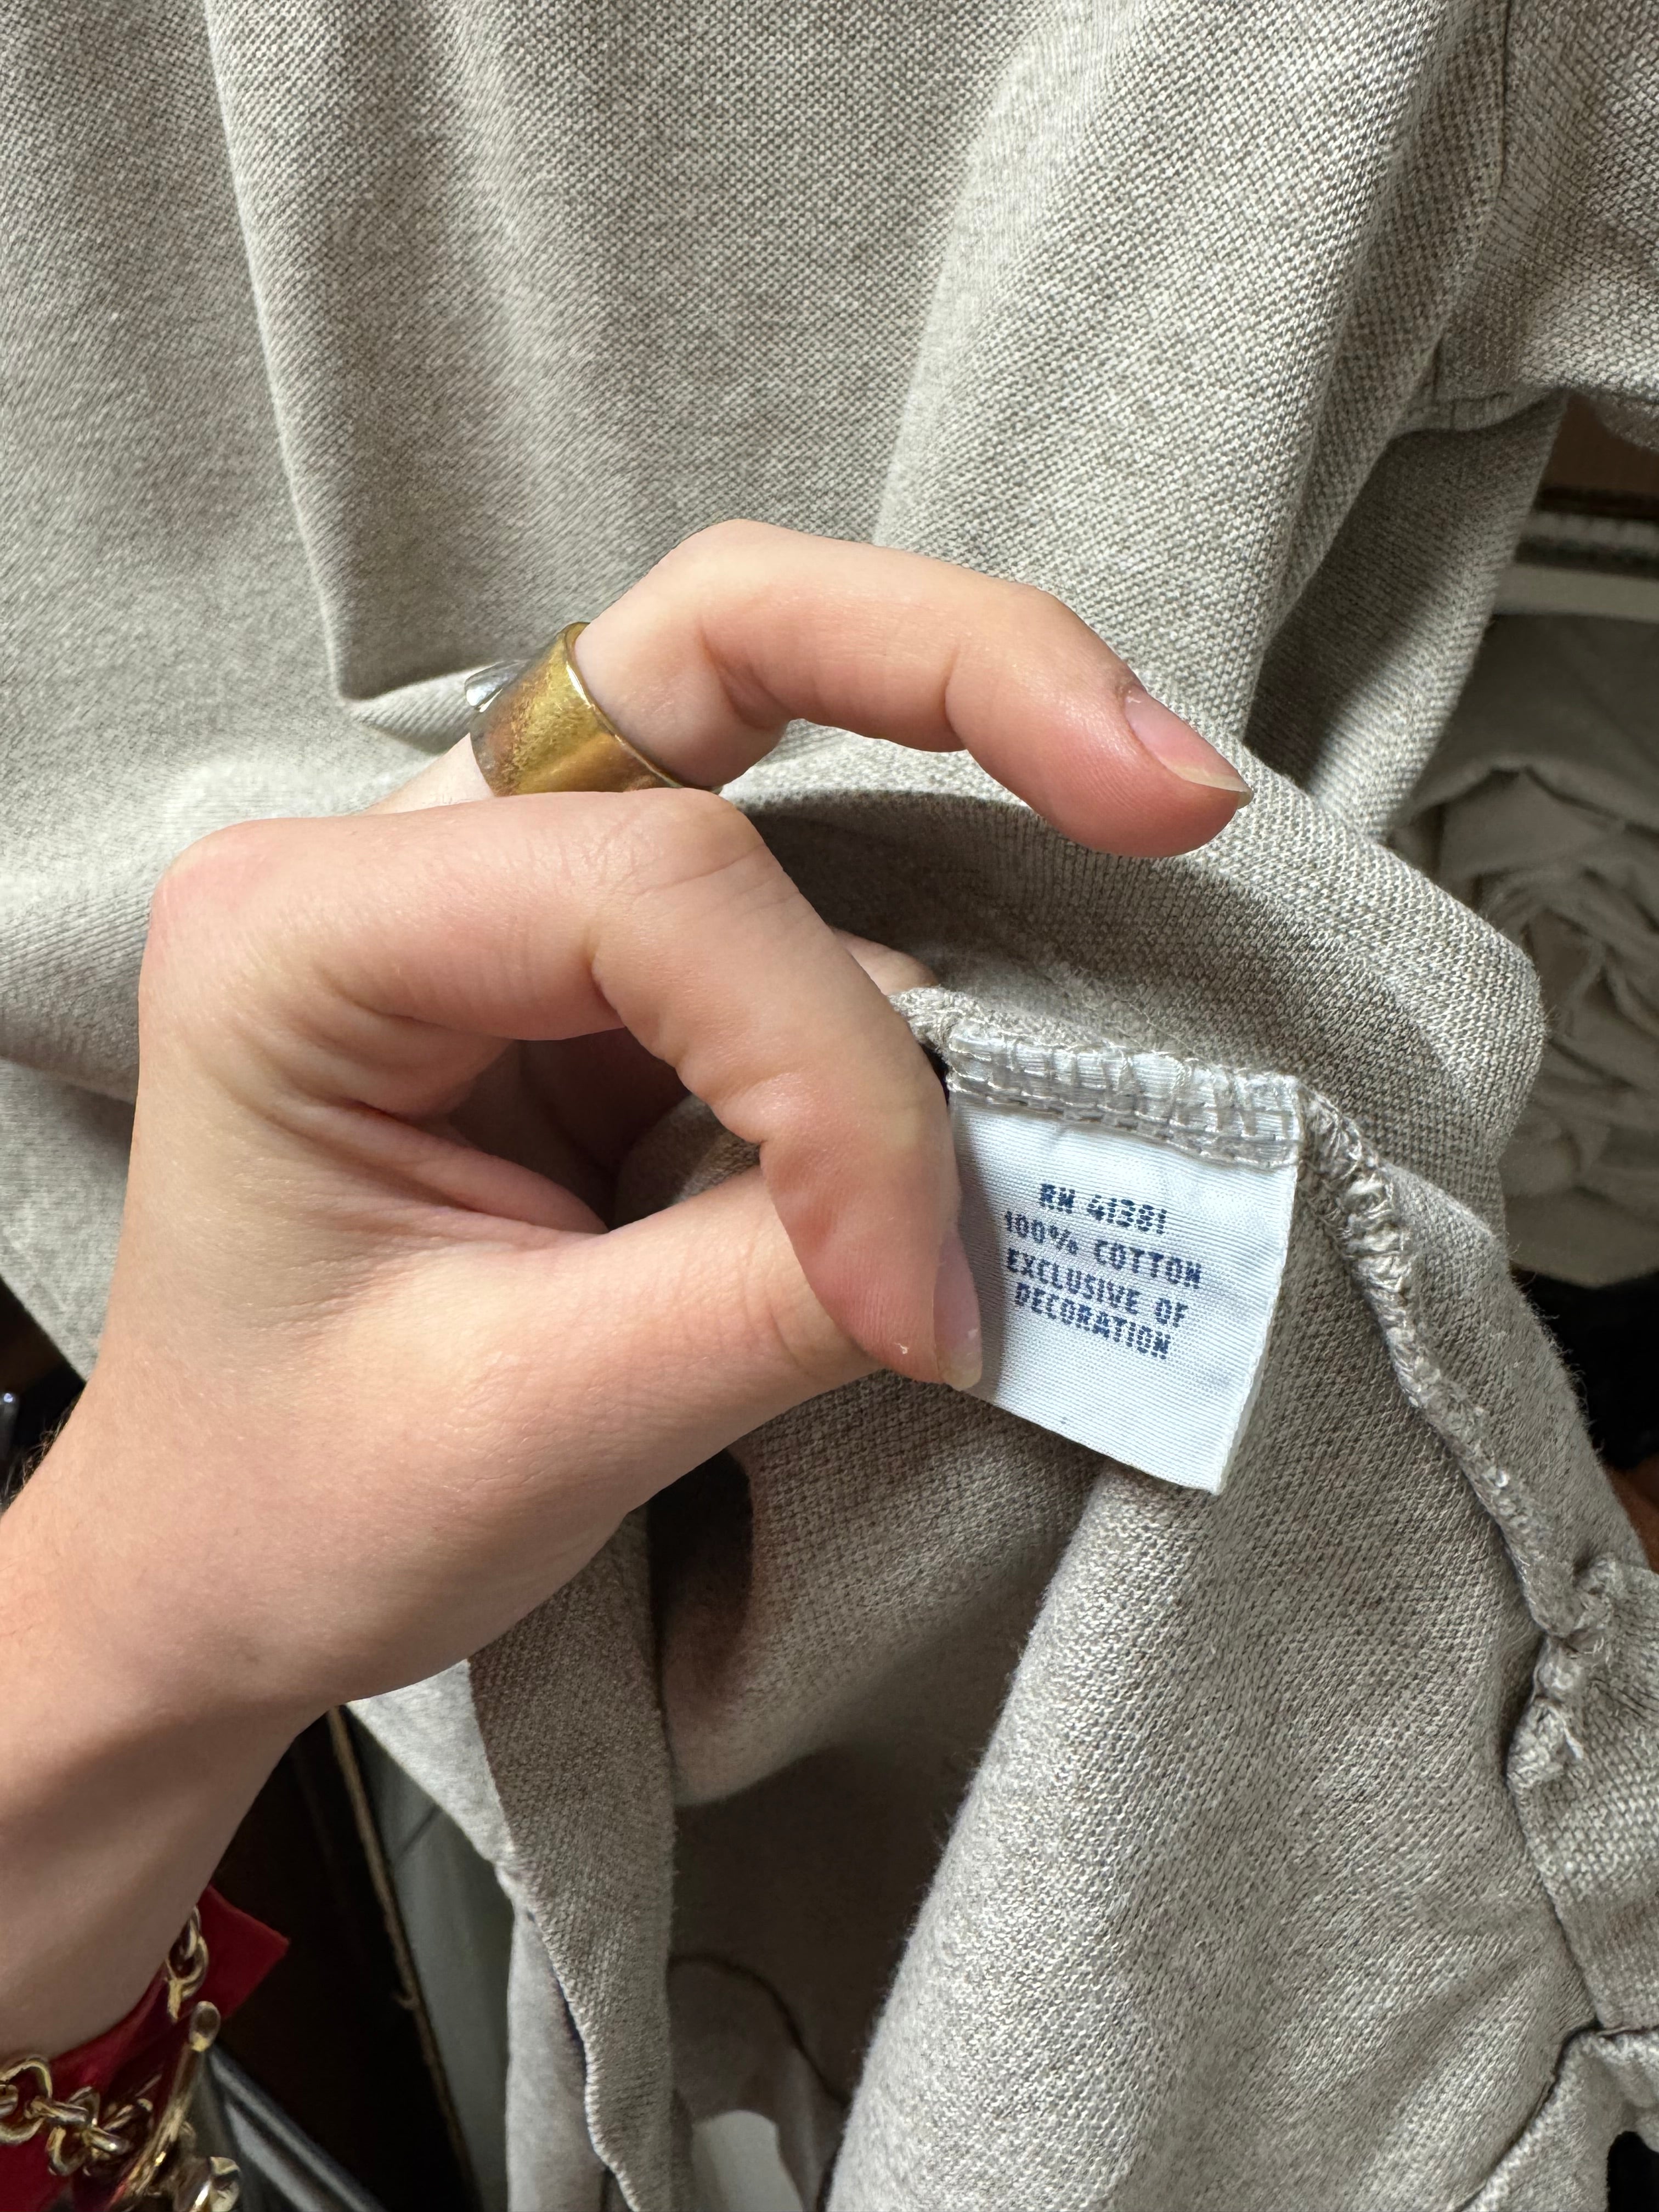 RN 41381
100% COTTON
EXCLUSIVE OF
DECORATION